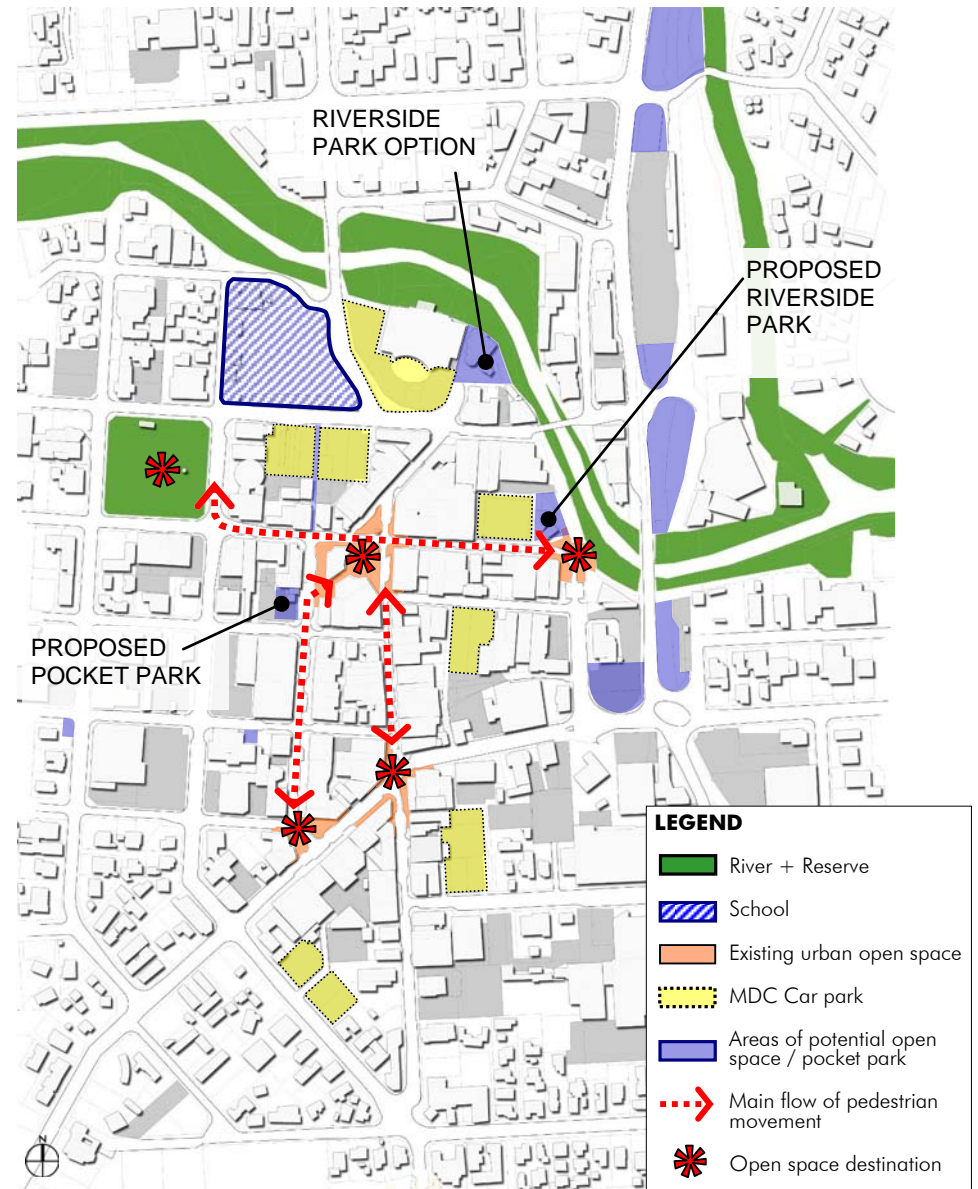 RIVERSIDE
PARK OPTION
PROPOSED
RIVERSIDE
PARK
PROPOSED
POCKET PARK
LEGEND
River + Reserve
School
Existing urban open space
MDC Car park
Areas of potential open
space / pocket park
Main flow of pedestrian
movement
Open space destination
N